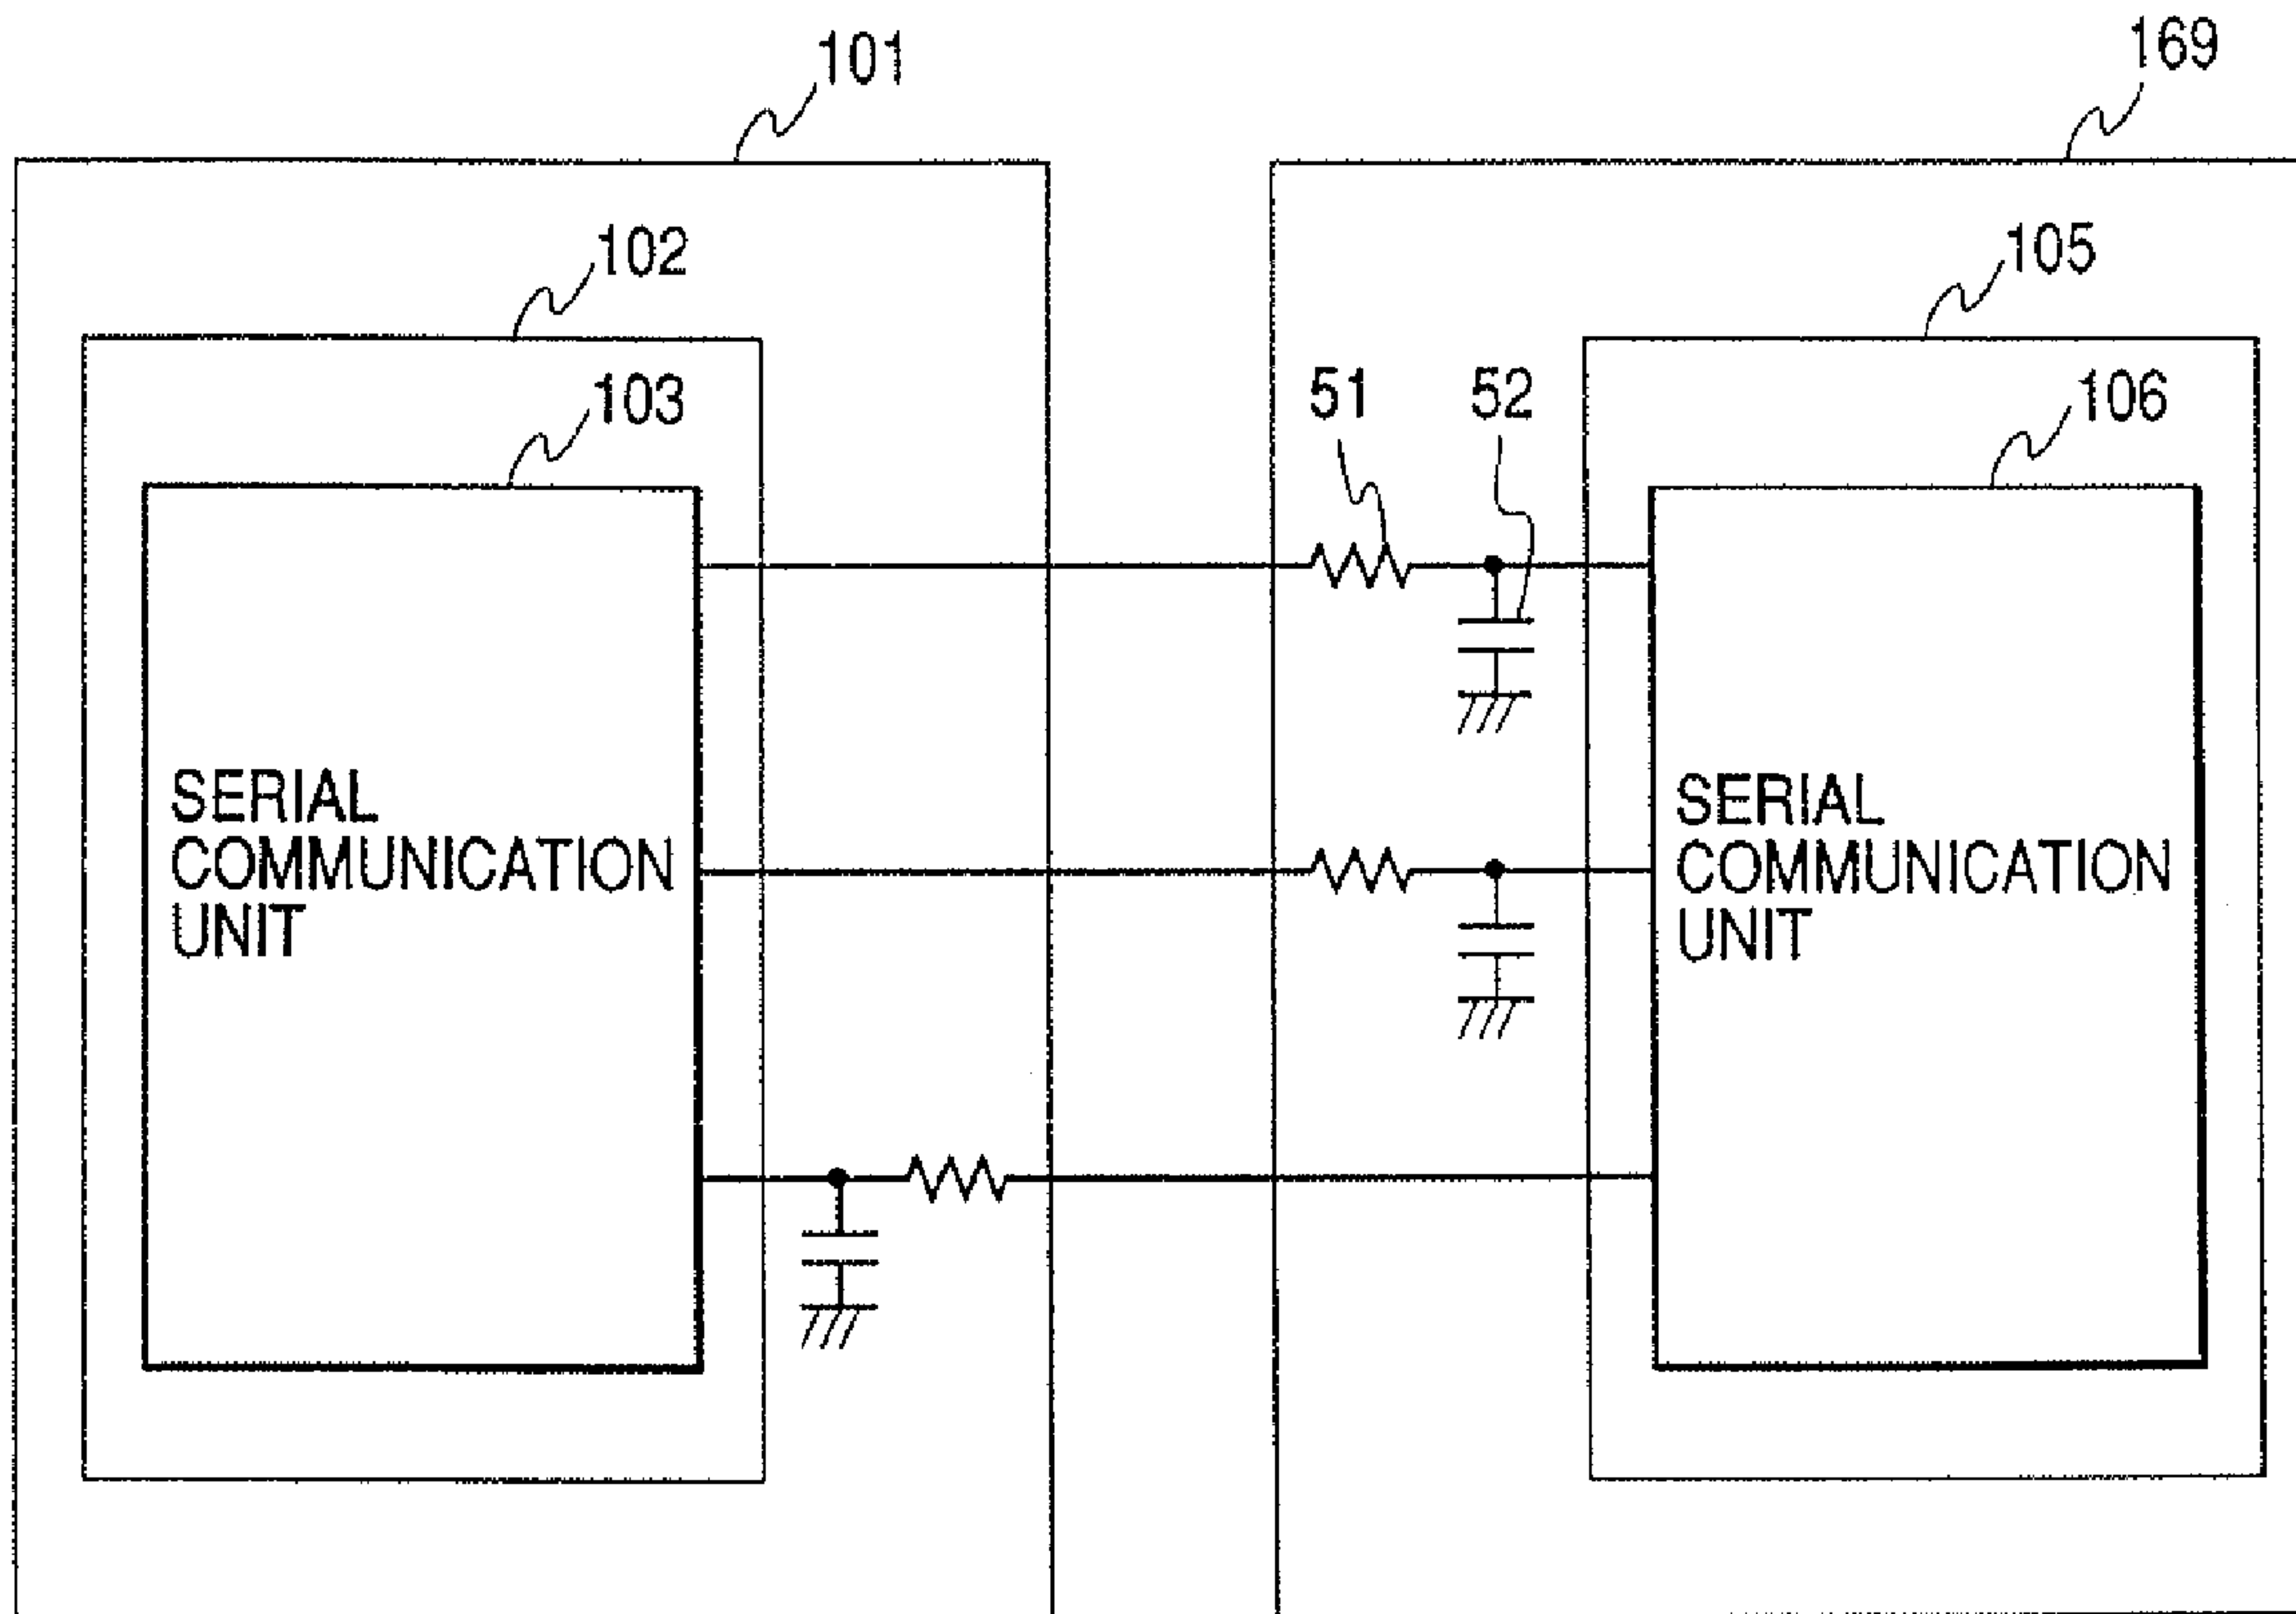 101
169
102
105
103
51
52
106
SERIAL
COMMUNICATION
UNIT
SERIAL
COMMUNICATION
UNIT